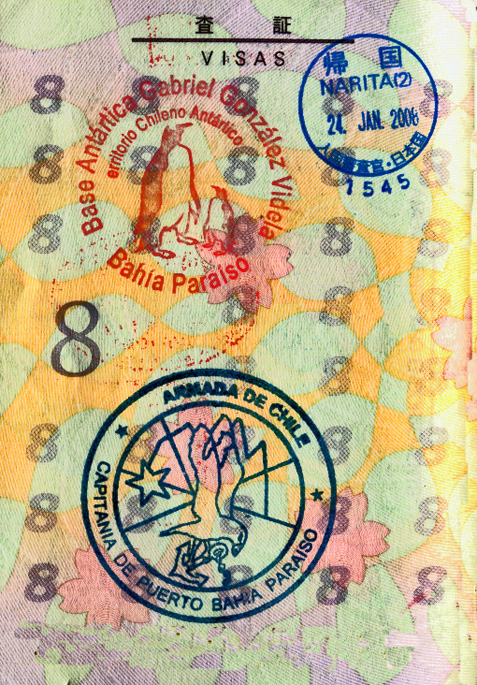 査証
VISAS
帰国
NARITA(2)
24. JAN. 2006
入国審査官・日本国
1545
Base Antártica Gabriel González Videla
erritorio Chileno Antártico
Bahía Paraíso
8
ARMADA DE CHILE
CAPITANIA DE PUERTO BAHIA PARAISO